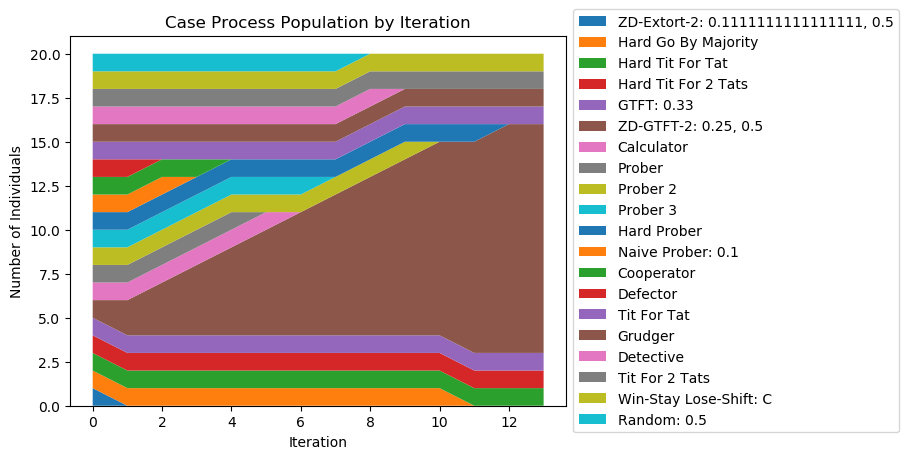 Case Process Population by Iteration
Number of Individuals
20.0
17.5
15.0
12.5
10.0
7.5
5.0
2.5
0.0
0 2 4 6 8 10 12
Iteration
ZD-Extort-2: 0.1111111111111111, 0.5
Hard Go By Majority
Hard Tit For Tat
Hard Tit For 2 Tats
GTFT: 0.33
ZD-GTFT-2: 0.25, 0.5
Calculator
Prober
Prober 2
Prober 3
Hard Prober
Naive Prober: 0.1
Cooperator
Defector
Tit For Tat
Grudger
Detective
Tit For 2 Tats
Win-Stay Lose-Shift: C
Random: 0.5